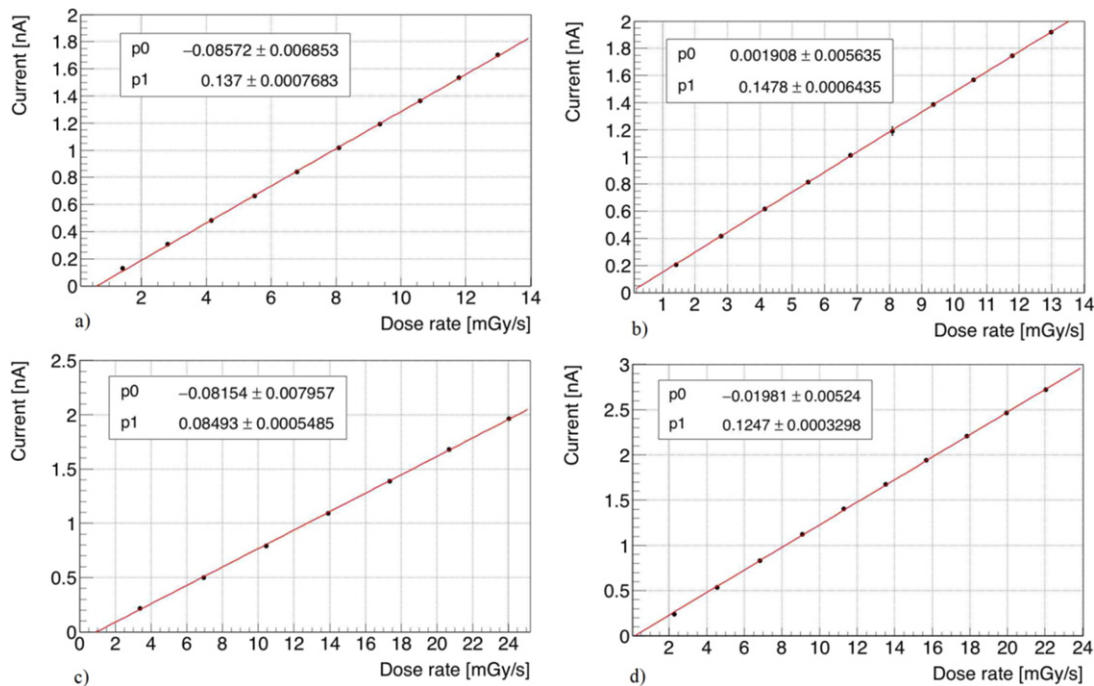 Current [nA]
2
1.8
1.6
1.4
1.2
1
0.8
0.6
0.4
0.2
0
p0 −0.08572 ± 0.006853
p1 0.137 ± 0.0007683
2 4 6 8 10 12 14
Dose rate [mGy/s]
a)
Current [nA]
2
1.8
1.6
1.4
1.2
1
0.8
0.6
0.4
0.2
0
p0 0.001908 ± 0.005635
p1 0.1478 ± 0.0006435
1 2 3 4 5 6 7 8 9 10 11 12 13
Dose rate [mGy/s]
b)
Current [nA]
2.5
2
1.5
1
0.5
0
p0 −0.08154 ± 0.007957
p1 0.08493 ± 0.0005485
0 2 4 6 8 10 12 14 16 18 20 22 24
Dose rate [mGy/s]
c)
Current [nA]
3
2.5
2
1.5
1
0.5
0
p0 −0.01981 ± 0.00524
p1 0.1247 ± 0.0003298
2 4 6 8 10 12 14 16 18 20 22 24
Dose rate [mGy/s]
d)